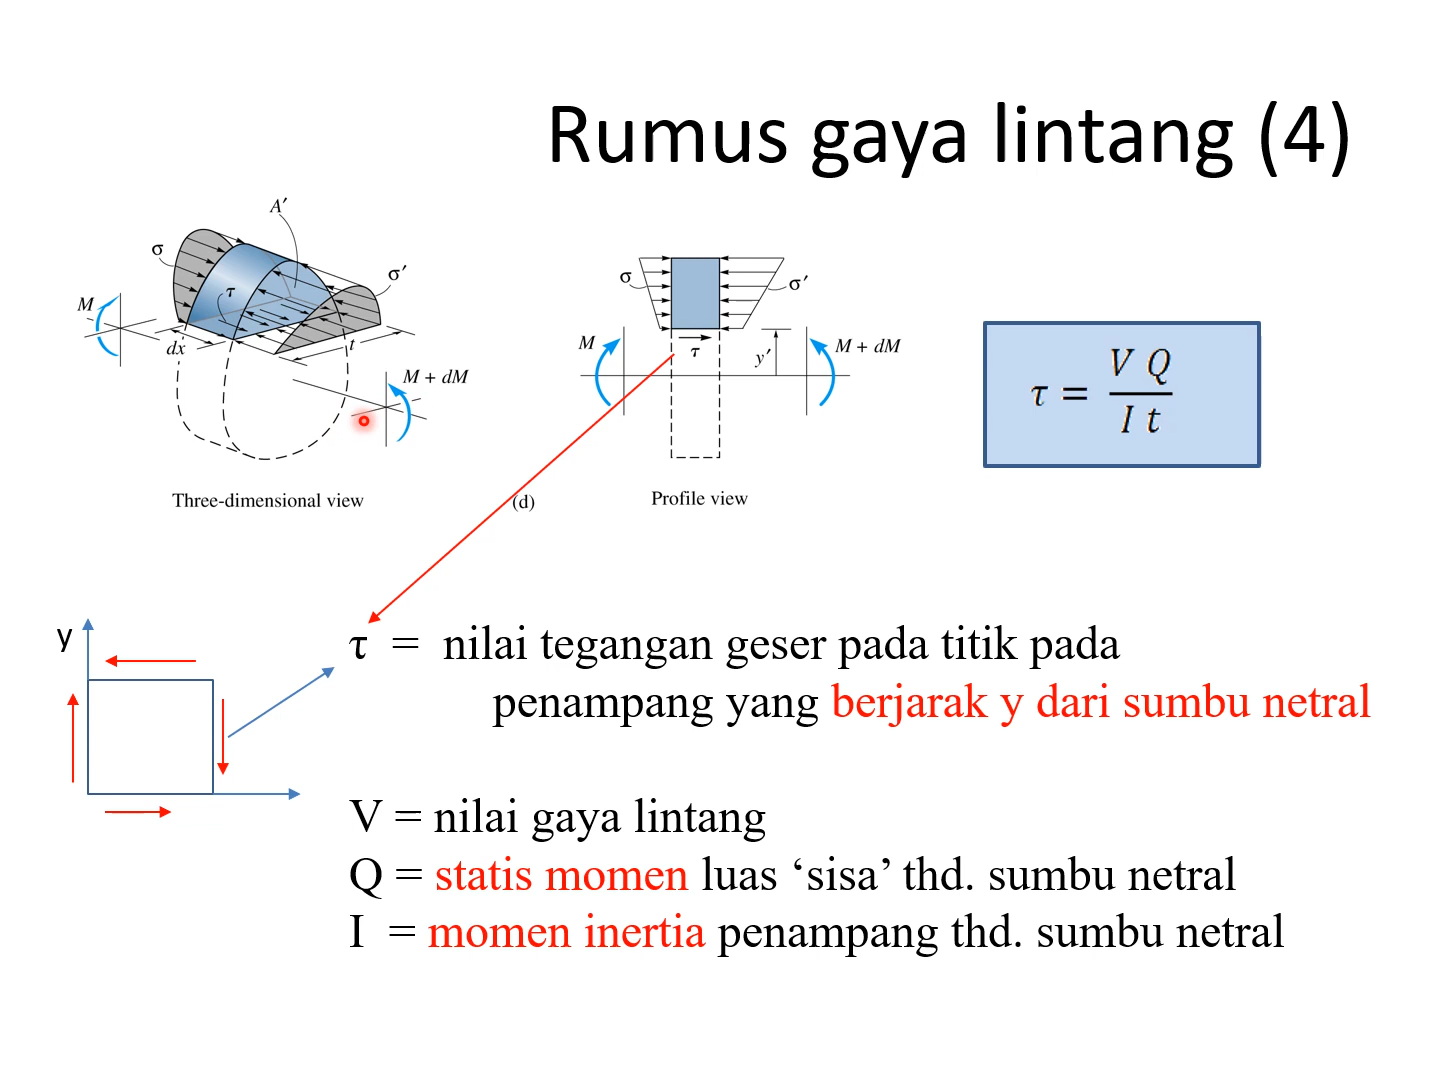 Rumus gaya lintang (4)
A′
σ
σ′
τ
M
dx
t
M + dM
Three-dimensional view
(d)
σ
σ′
M
τ
y′
M + dM
Profile view
τ = V Q / I t
y
τ = nilai tegangan geser pada titik pada
penampang yang berjarak y dari sumbu netral
V = nilai gaya lintang
Q = statis momen luas ‘sisa’ thd. sumbu netral
I = momen inertia penampang thd. sumbu netral